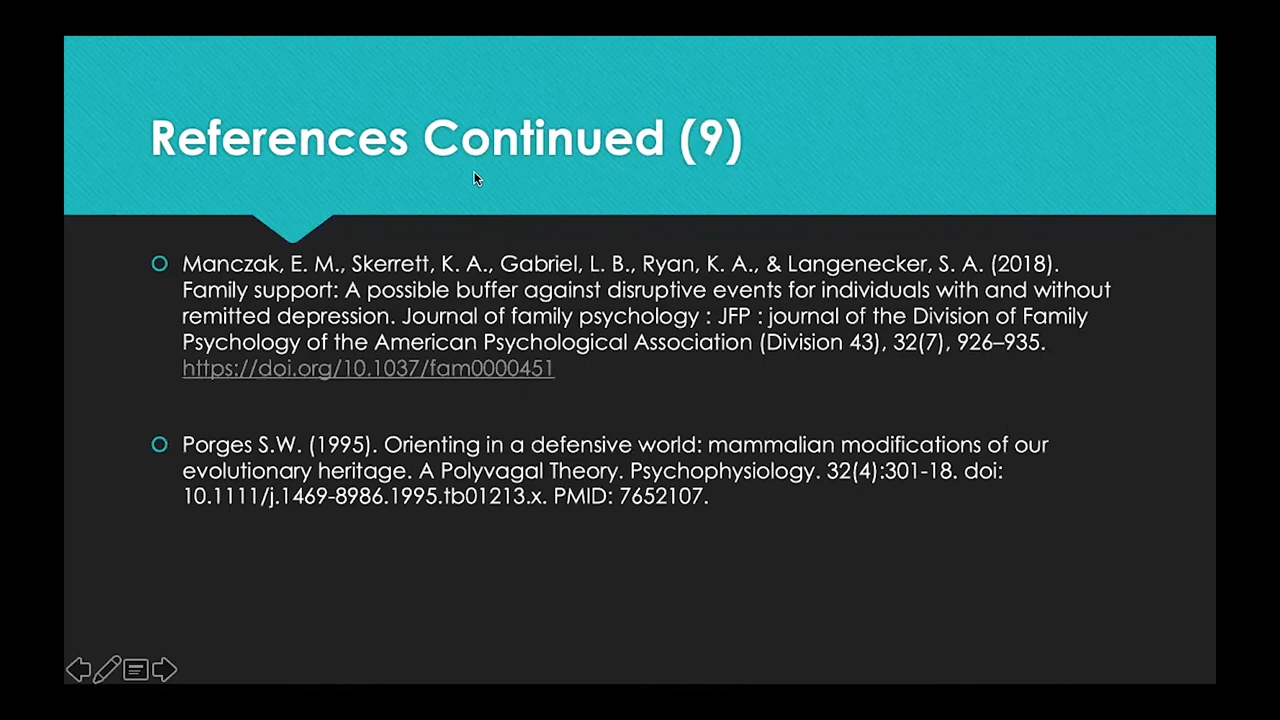 References Continued (9)
Manczak, E. M., Skerrett, K. A., Gabriel, L. B., Ryan, K. A., & Langenecker, S. A. (2018).
Family support: A possible buffer against disruptive events for individuals with and without
remitted depression. Journal of family psychology : JFP : journal of the Division of Family
Psychology of the American Psychological Association (Division 43), 32(7), 926–935.
https://doi.org/10.1037/fam0000451
Porges S.W. (1995). Orienting in a defensive world: mammalian modifications of our
evolutionary heritage. A Polyvagal Theory. Psychophysiology. 32(4):301-18. doi:
10.1111/j.1469-8986.1995.tb01213.x. PMID: 7652107.